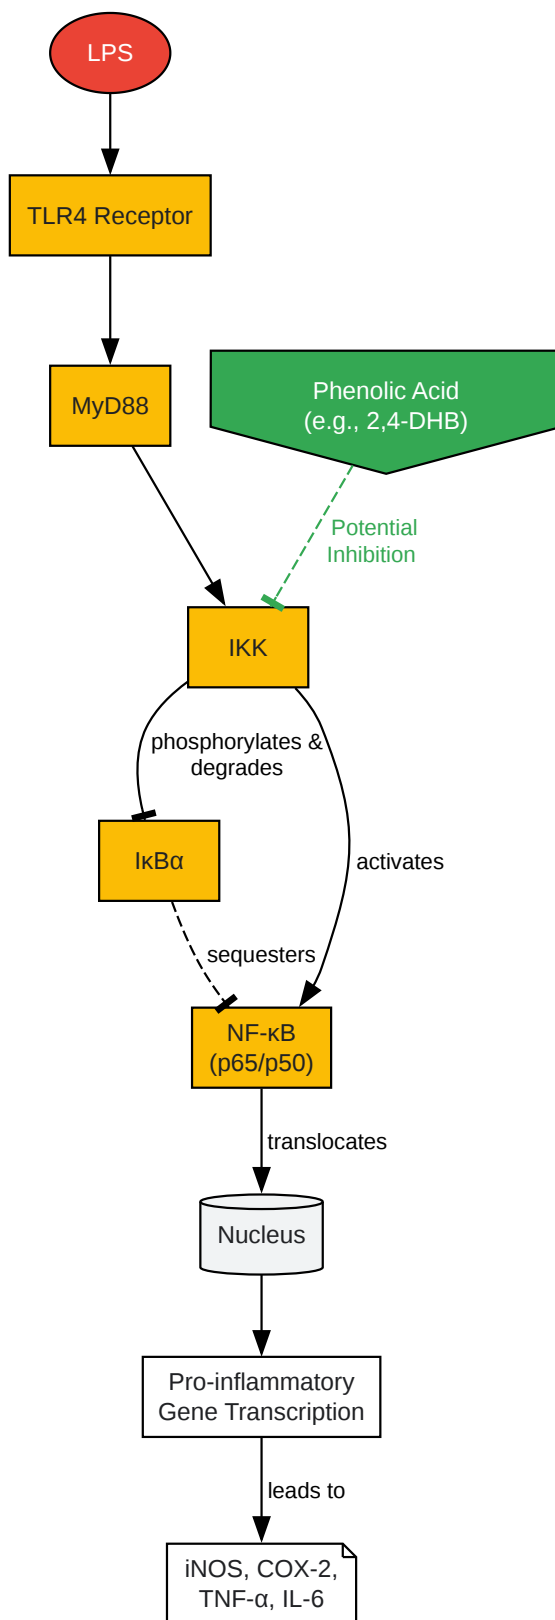 LPS
TLR4 Receptor
MyD88
Phenolic Acid
(e.g., 2,4-DHB)
Potential
Inhibition
IKK
phosphorylates &
degrades
IκBα
activates
sequesters
NF-κB
(p65/p50)
translocates
Nucleus
Pro-inflammatory
Gene Transcription
leads to
iNOS, COX-2,
TNF-α, IL-6